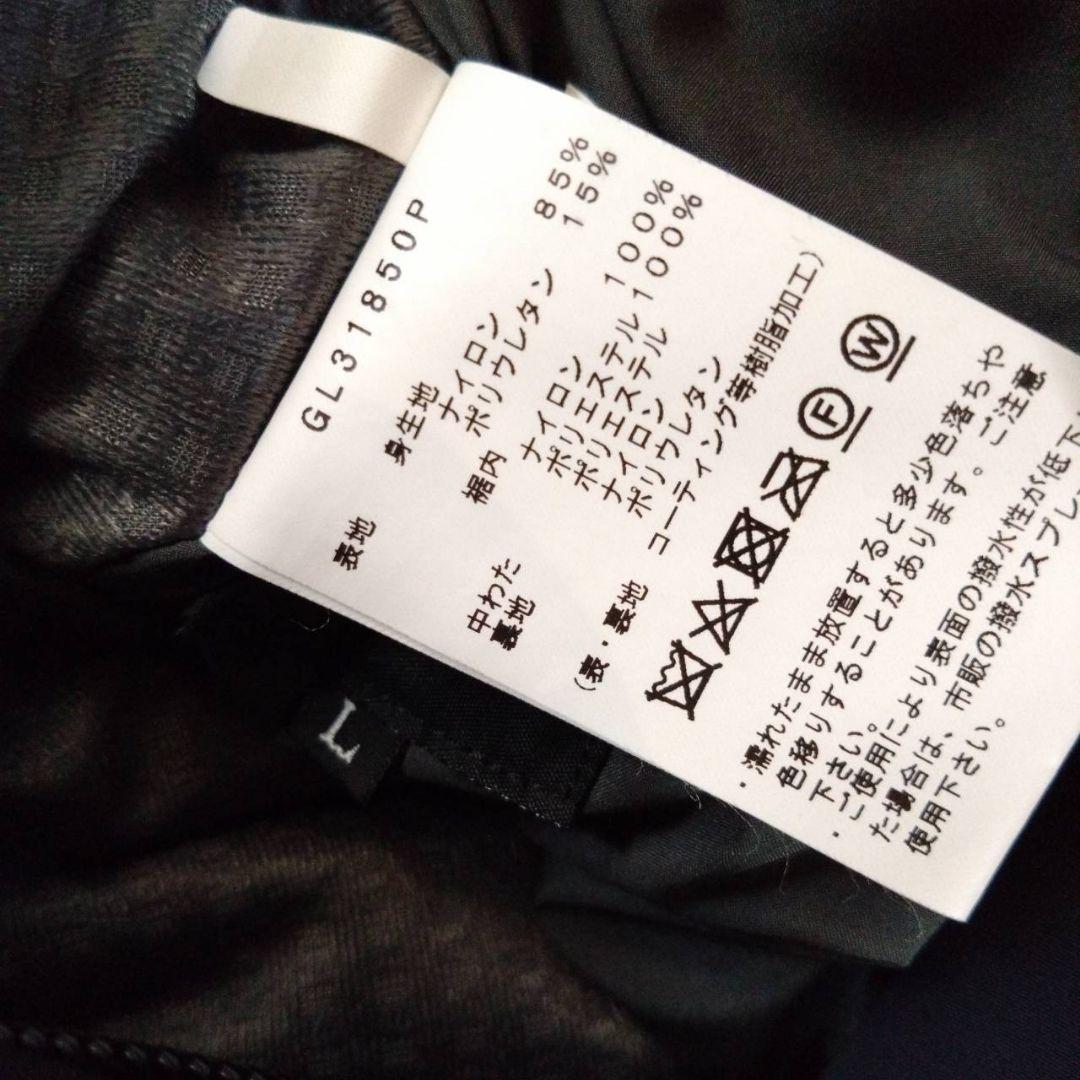 GL31850P
表地 身生地 ナイロン 85%
ポリウレタン 15%
裾内 ナイロン
ポリエステル 100%
中わた ポリエステル 100%
裏地 ナイロン
ポリウレタン
(表・裏地 コーティング等樹脂加工)
F W
・濡れたまま放置すると多少色落ちや
色移りすることがあります。ご注意
下さい。
・ご使用により表面の撥水性が低下
た場合は、市販の撥水スプレ
使用下さい。
L